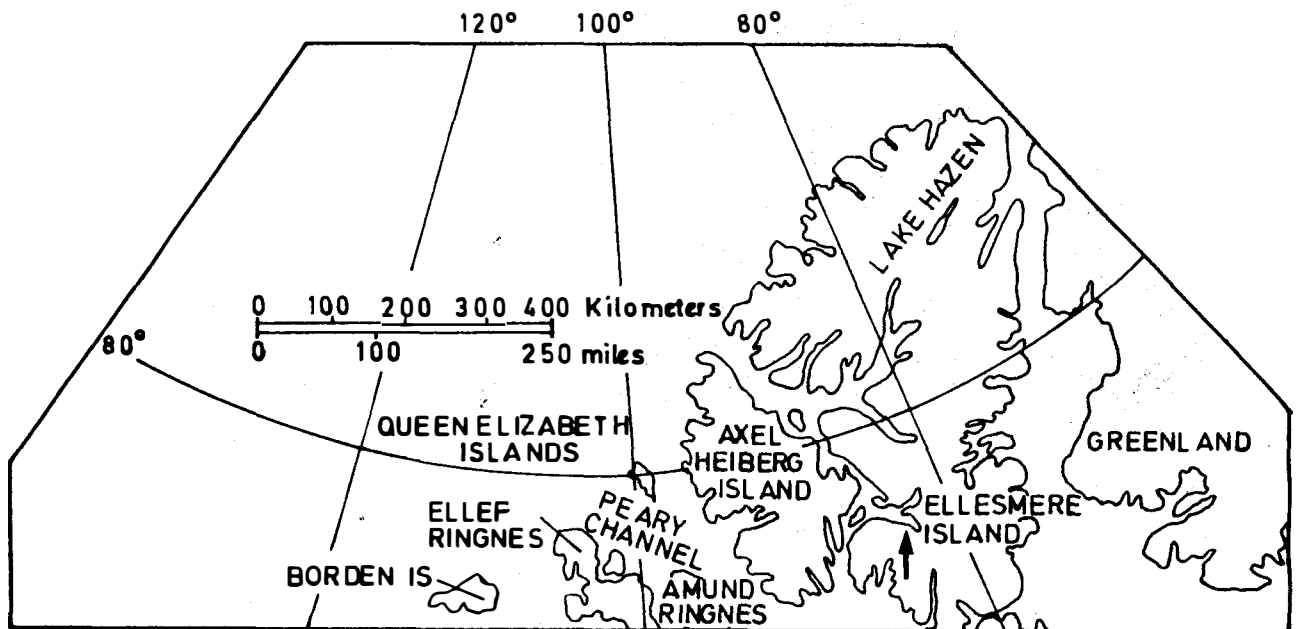 120° 100° 80°
LAKE HAZEN
0 100 200 300 400 Kilometers
0 100 250 miles
80°
QUEEN ELIZABETH
ISLANDS
AXEL
HEIBERG
ISLAND
GREENLAND
ELLEF
RINGNES
PEARY
CHANNEL
ELLESMERE
ISLAND
BORDEN IS
AMUND
RINGNES